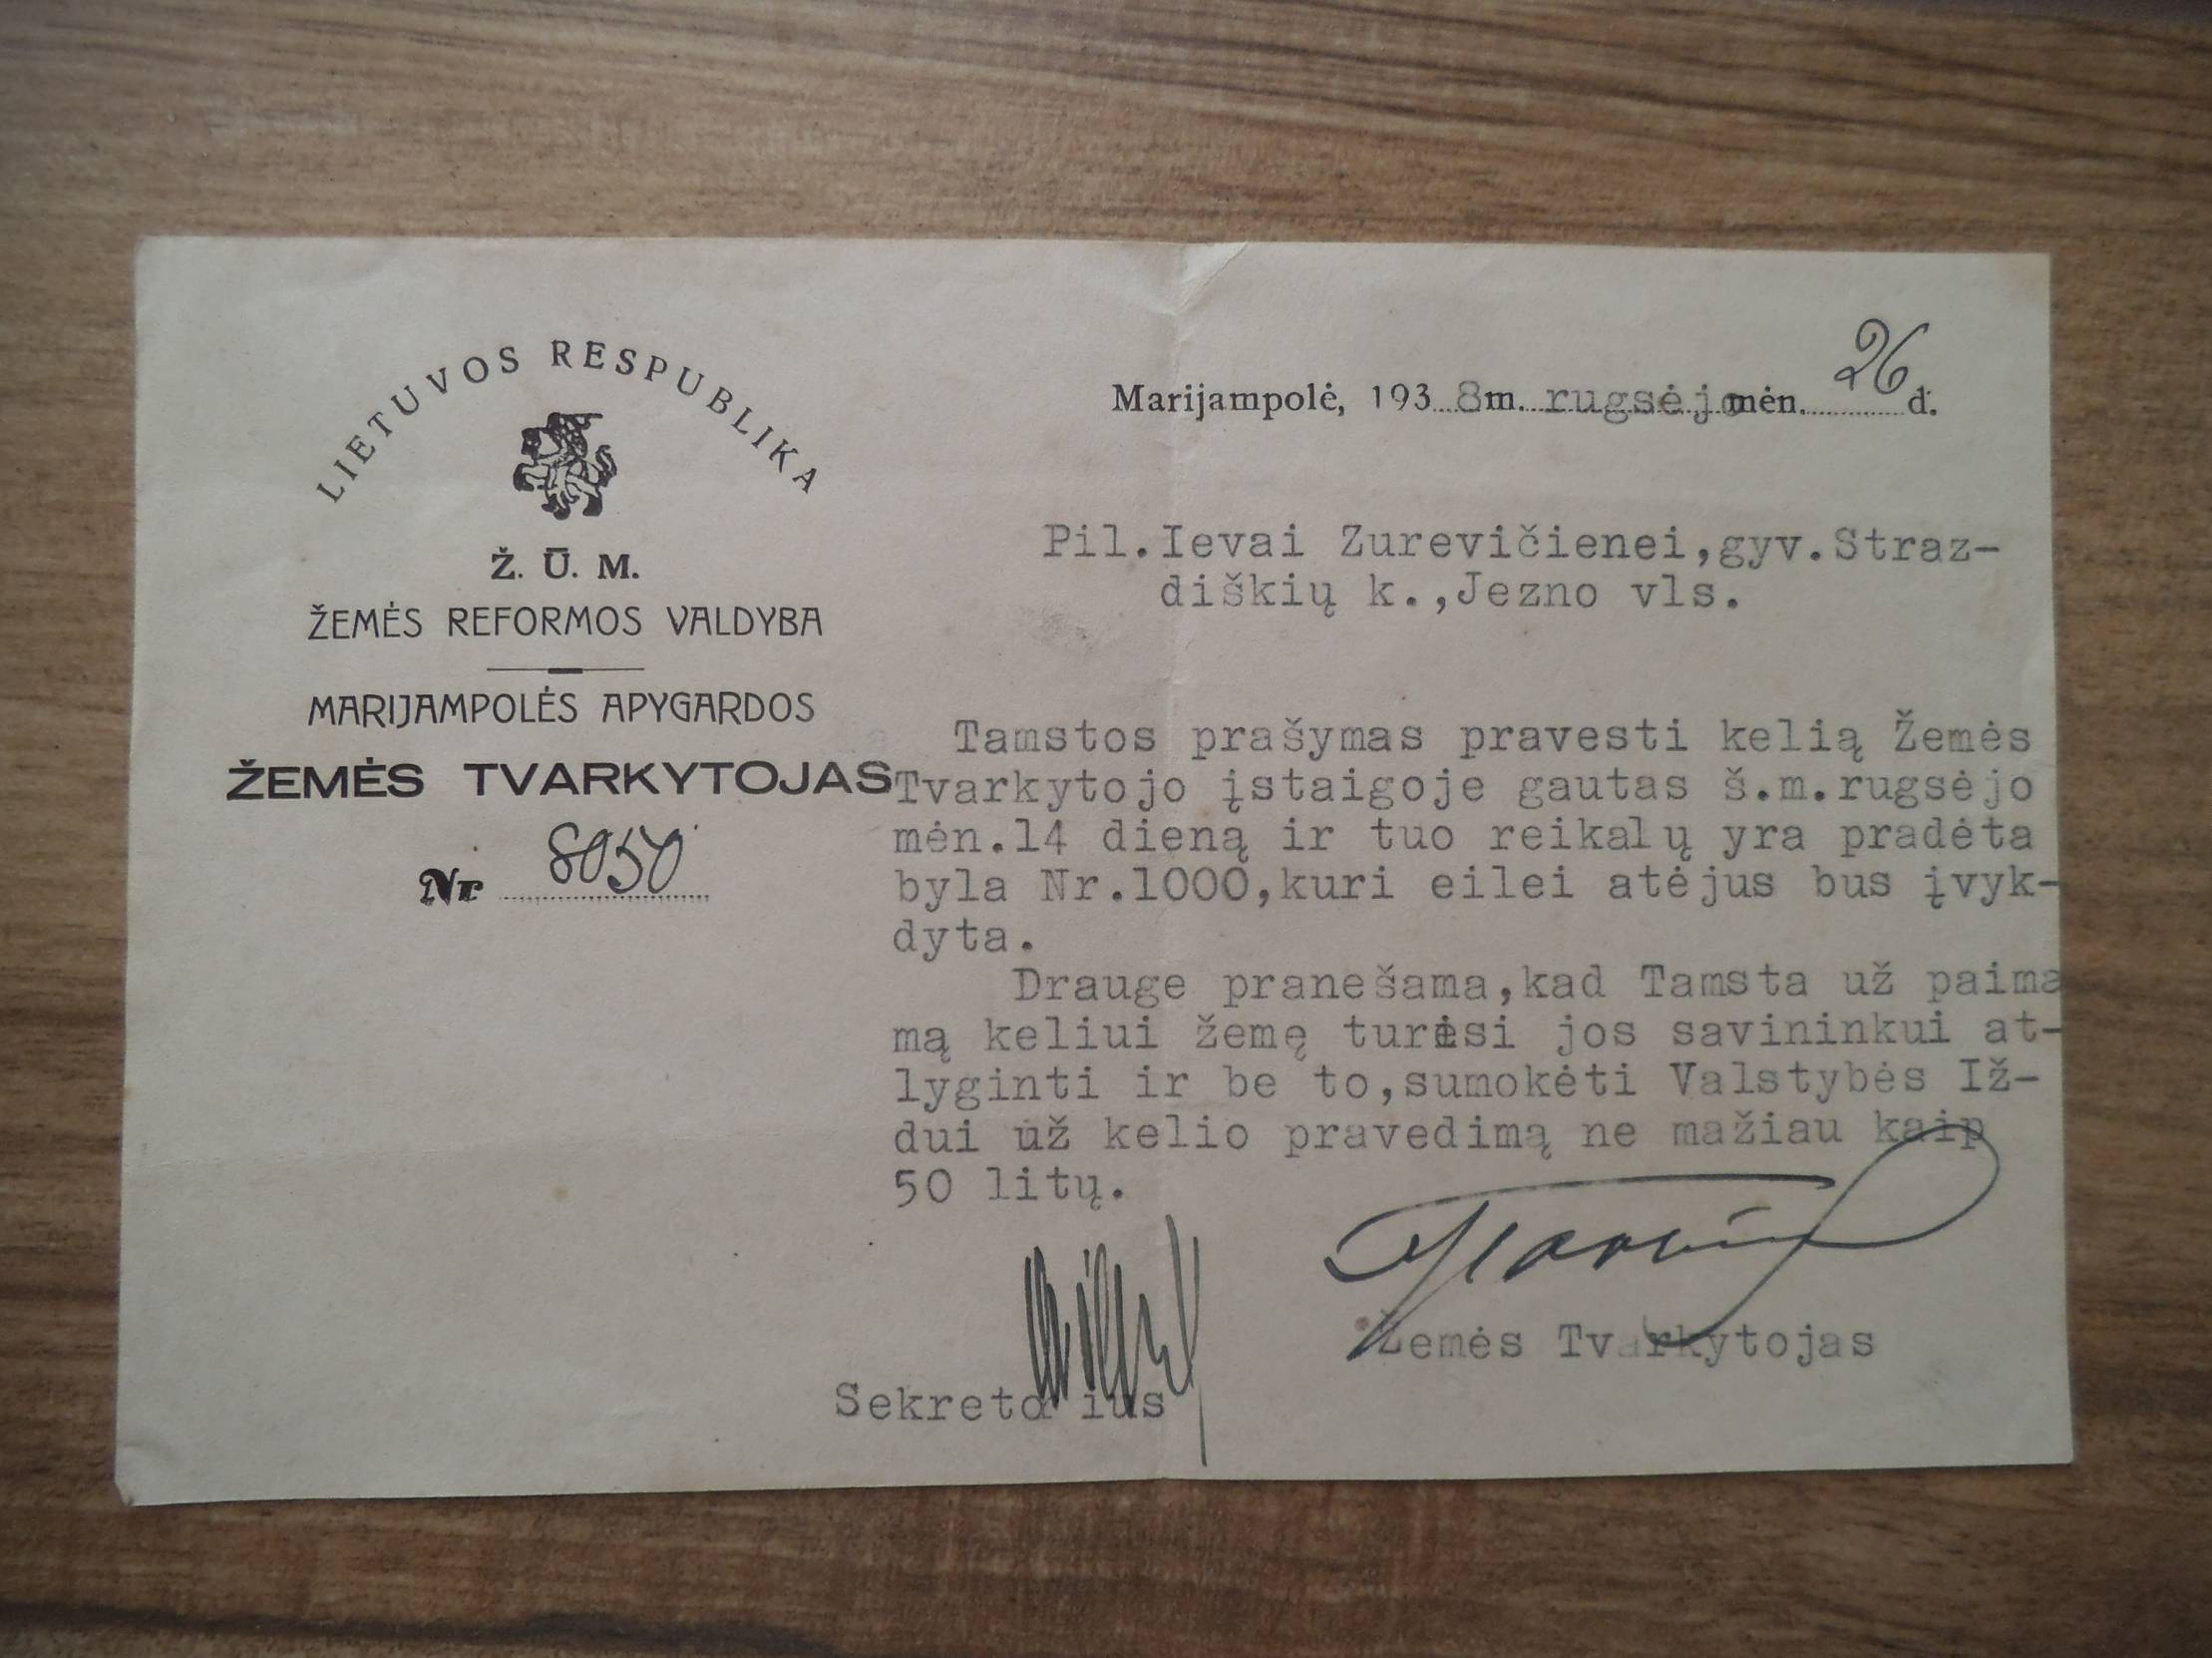 LIETUVOS RESPUBLIKA
Ž. Ū. M.
ŽEMĖS REFORMOS VALDYBA
MARIJAMPOLĖS APYGARDOS
ŽEMĖS TVARKYTOJAS
Nr 8050
Marijampolė, 1938 m. rugsėjo mėn. 26 d.
Pil.Ievai Zurevičienei,gyv.Straz-
diškių k.,Jezno vls.
Tamstos prašymas pravesti kelią Žemės
Tvarkytojo įstaigoje gautas š.m.rugsėjo
mėn.14 dieną ir tuo reikalų yra pradėta
byla Nr.1000,kuri eilei atėjus bus įvyk-
dyta.
Drauge pranešama,kad Tamsta už paima
mą keliui žemę turėsi jos savininkui at-
lyginti ir be to,sumokėti Valstybės Iž-
dui už kelio pravedimą ne mažiau kaip
50 litų.
Žemės Tvarkytojas
Sekretorius